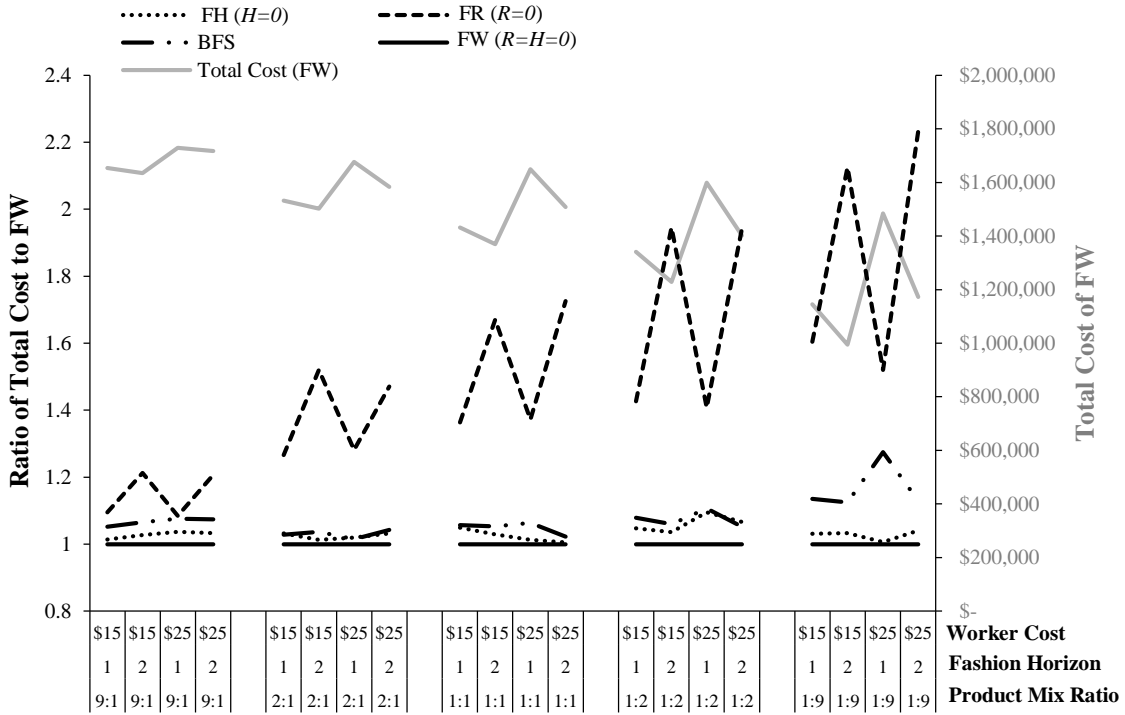 FH (H=0) FR (R=0)
BFS FW (R=H=0)
Total Cost (FW)
Ratio of Total Cost to FW
2.4
2.2
2
1.8
1.6
1.4
1.2
1
0.8
$2,000,000
$1,800,000
$1,600,000
$1,400,000
$1,200,000
$1,000,000
$800,000
$600,000
$400,000
$200,000
$-
Total Cost of FW
$15 $15 $25 $25 $15 $15 $25 $25 $15 $15 $25 $25 $15 $15 $25 $25 $15 $15 $25 $25 Worker Cost
1 2 1 2 1 2 1 2 1 2 1 2 1 2 1 2 1 2 1 2 Fashion Horizon
9:1 9:1 9:1 9:1 2:1 2:1 2:1 2:1 1:1 1:1 1:1 1:1 1:2 1:2 1:2 1:2 1:9 1:9 1:9 1:9 Product Mix Ratio